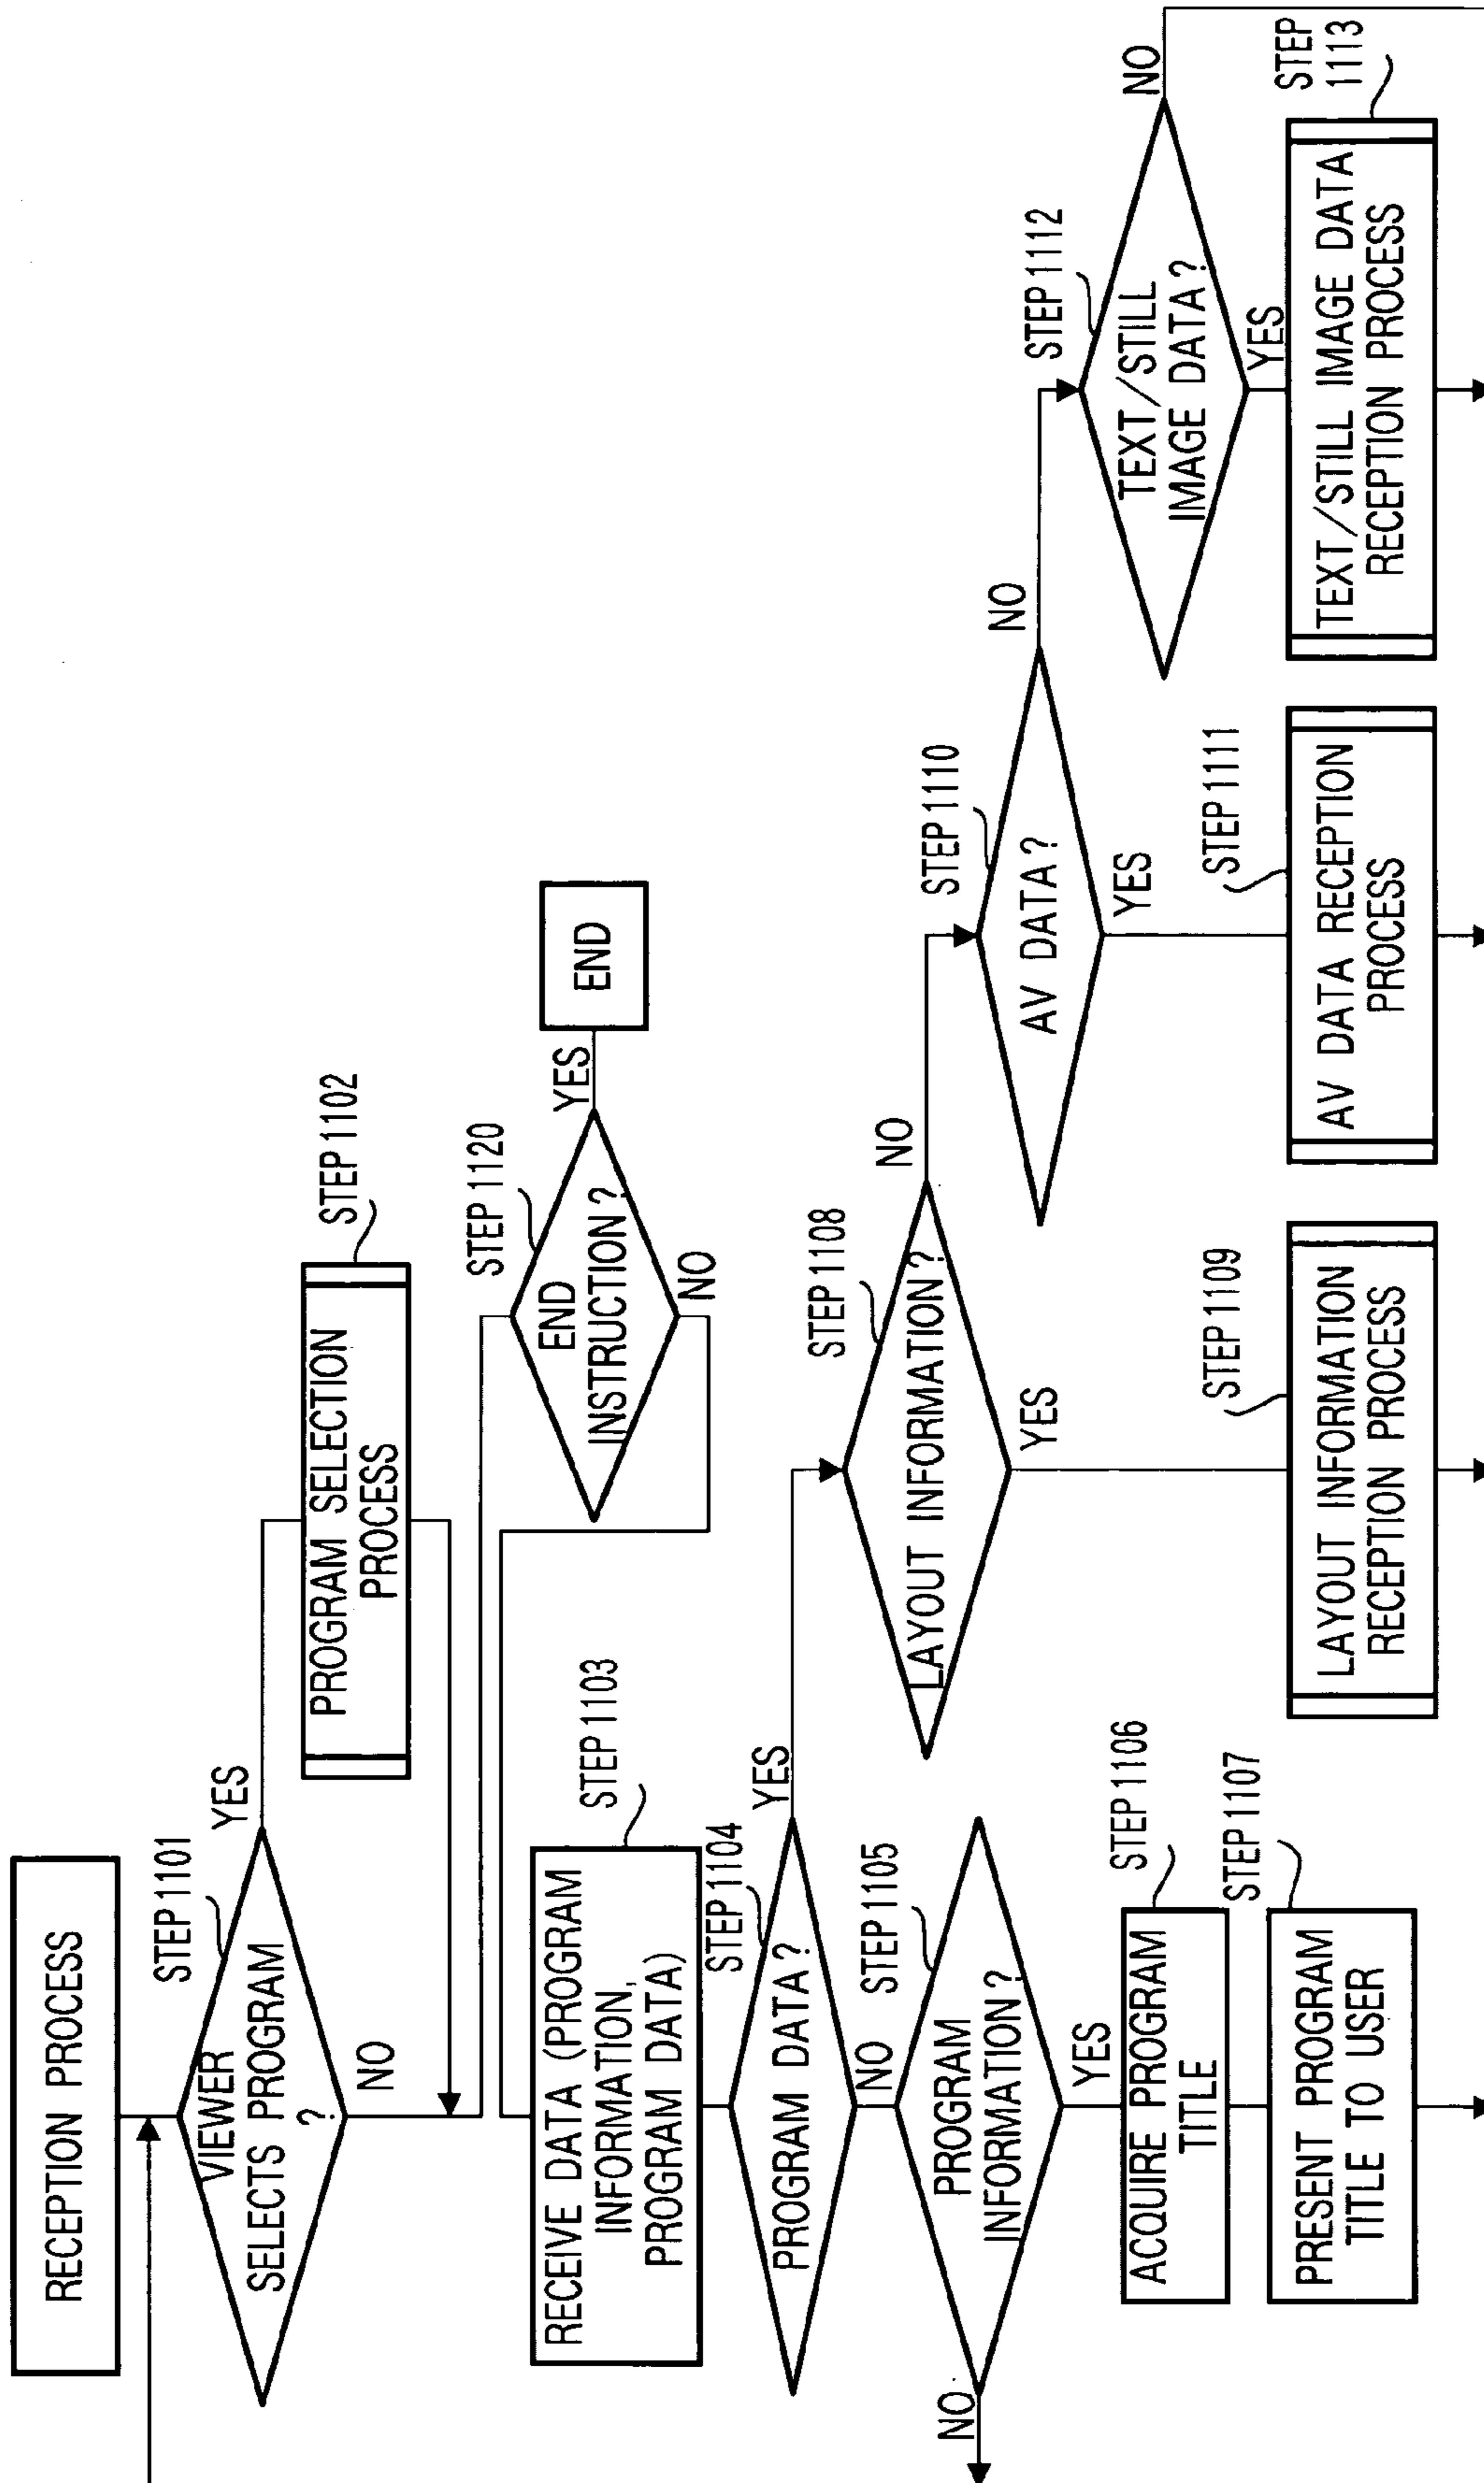 RECEPTION PROCESS
STEP 1101
VIEWER
SELECTS PROGRAM
?
YES
NO
STEP 1102
PROGRAM SELECTION
PROCESS
STEP 1120
END
INSTRUCTION?
YES
NO
END
STEP 1103
RECEIVE DATA (PROGRAM
INFORMATION,
PROGRAM DATA)
STEP 1104
PROGRAM DATA?
YES
NO
STEP 1105
PROGRAM
INFORMATION?
NO
YES
STEP 1106
ACQUIRE PROGRAM
TITLE
STEP 1107
PRESENT PROGRAM
TITLE TO USER
STEP 1108
LAYOUT INFORMATION?
NO
YES
STEP 1109
LAYOUT INFORMATION
RECEPTION PROCESS
STEP 1110
AV DATA?
NO
YES
STEP 1111
AV DATA RECEPTION
PROCESS
STEP 1112
TEXT/STILL
IMAGE DATA?
NO
YES
STEP
1113
TEXT/STILL IMAGE DATA
RECEPTION PROCESS